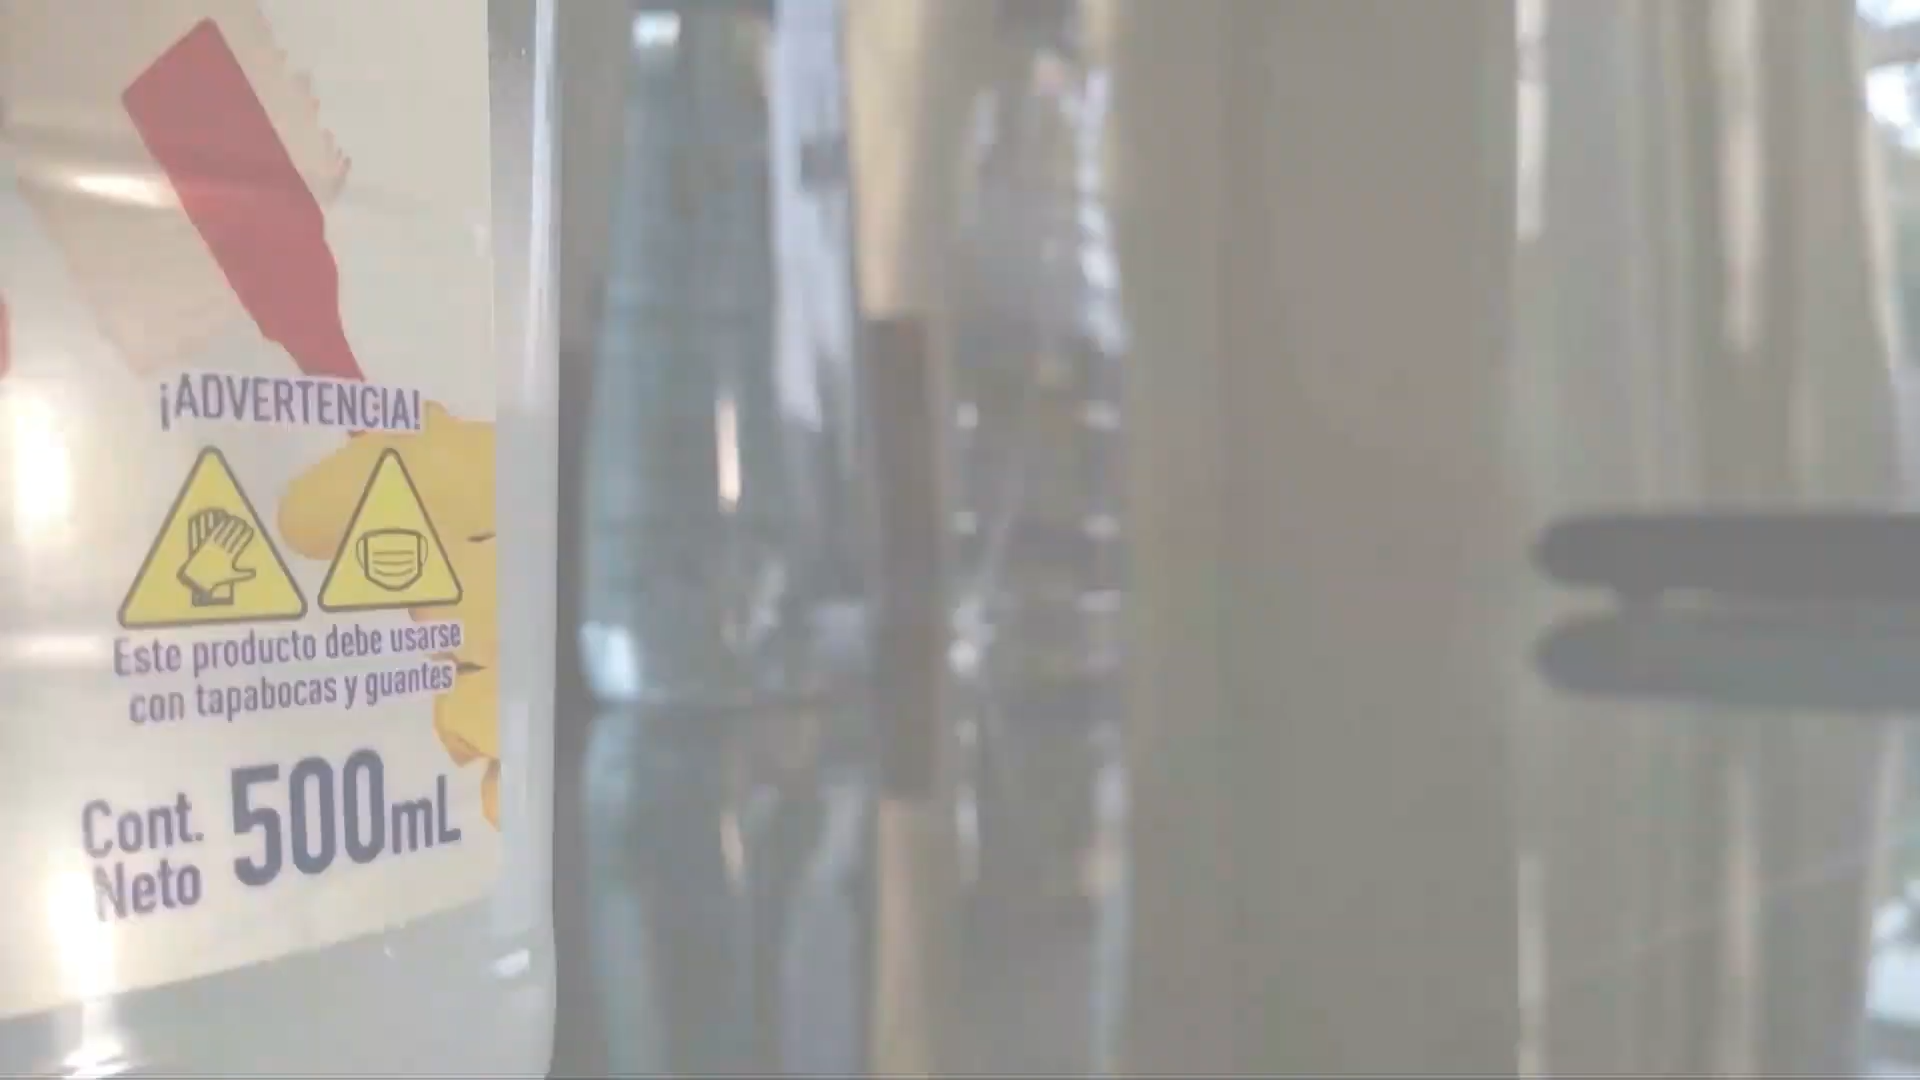 ¡ADVERTENCIA!
Este producto debe usarse
con tapabocas y guantes
Cont.
Neto
500mL